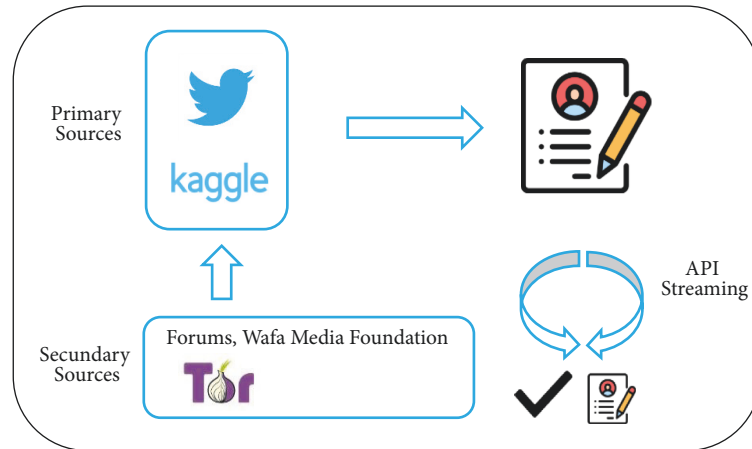 Primary
Sources
kaggle
API
Streaming
Forums, Wafa Media Foundation
Secundary
Sources
Tor